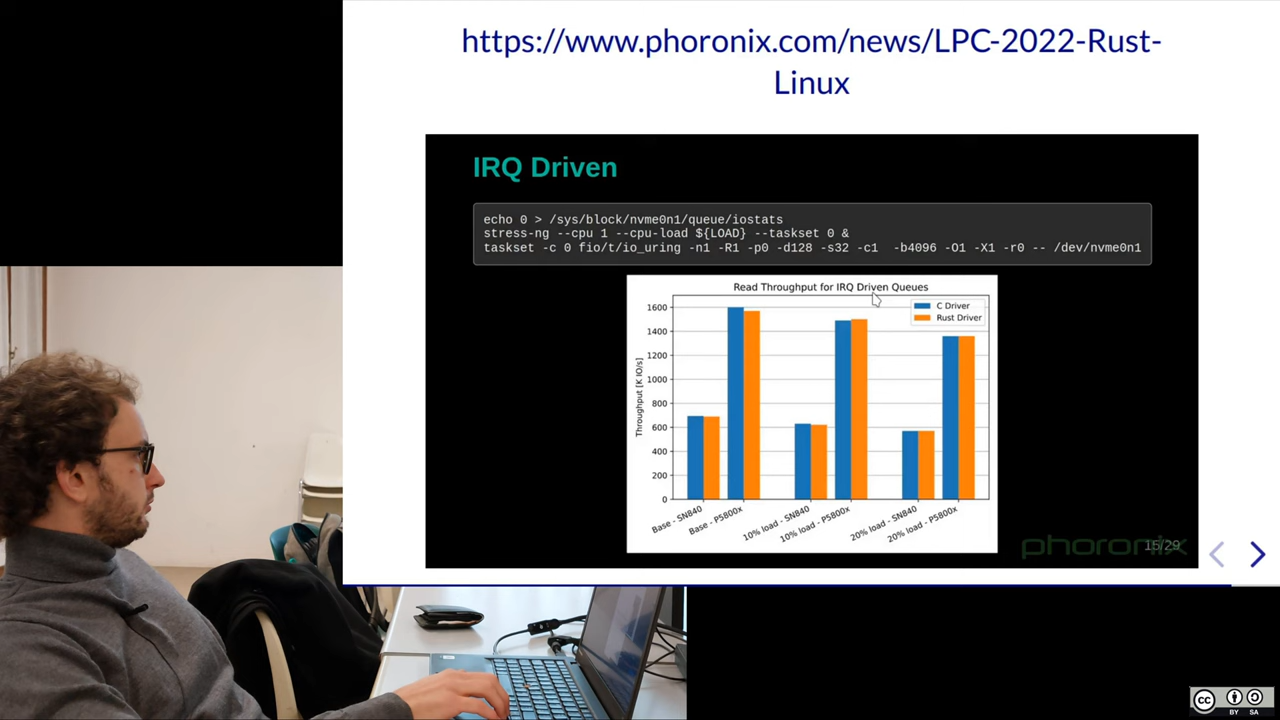 https://www.phoronix.com/news/LPC-2022-Rust-
Linux
IRQ Driven
echo 0 > /sys/block/nvme0n1/queue/iostats
stress-ng --cpu 1 --cpu-load ${LOAD} --taskset 0 &
taskset -c 0 fio/t/io_uring -n1 -R1 -p0 -d128 -s32 -c1  -b4096 -O1 -X1 -r0 -- /dev/nvme0n1
Read Throughput for IRQ Driven Queues
C Driver
Rust Driver
Throughput [K IO/s]
1600
1400
1200
1000
800
600
400
200
0
Base - SN840
Base - P5800x
10% load - SN840
10% load - P5800x
20% load - SN840
20% load - P5800x
phoronix
15/29
cc
BY SA